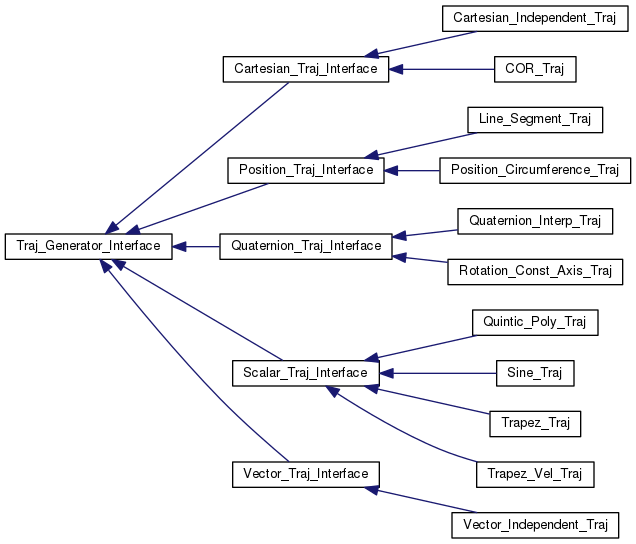 Cartesian_Independent_Traj
Cartesian_Traj_Interface
COR_Traj
Line_Segment_Traj
Position_Traj_Interface
Position_Circumference_Traj
Quaternion_Interp_Traj
Traj_Generator_Interface
Quaternion_Traj_Interface
Rotation_Const_Axis_Traj
Quintic_Poly_Traj
Scalar_Traj_Interface
Sine_Traj
Trapez_Traj
Vector_Traj_Interface
Trapez_Vel_Traj
Vector_Independent_Traj